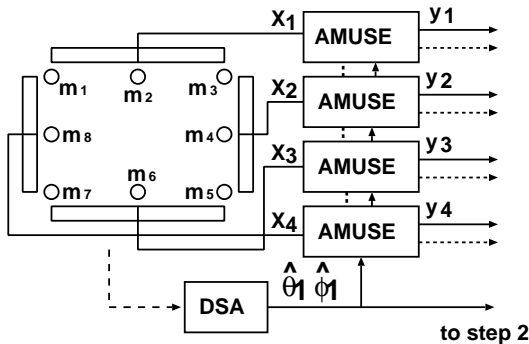 X1 AMUSE y1
m1 m2 m3
X2 AMUSE y2
m8 m4
X3 AMUSE y3
m7 m6 m5
X4 AMUSE y4
DSA θ̂1 ϕ̂1
to step 2